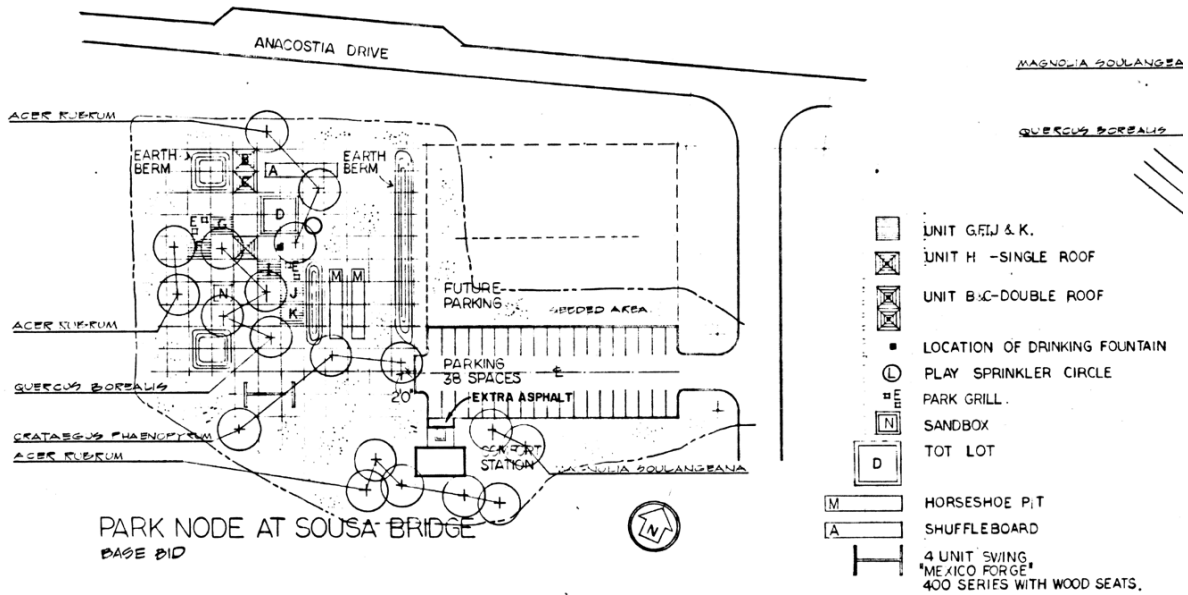 ANACOSTIA DRIVE
MAGNOLIA SOULANGEA
ACER RUBRUM
QUERCUS BOREALIS
EARTH
BERM
B
C
A
EARTH
BERM
D
E
G
M M
J
K
N
FUTURE
PARKING
SEEDED AREA
ACER RUBRUM
PARKING
38 SPACES
20'
EXTRA ASPHALT
QUERCUS BOREALIS
CRATAEGUS PHAENOPYRUM
ACER RUBRUM
COMFORT
STATION
MAGNOLIA SOULANGEANA
PARK NODE AT SOUSA BRIDGE
BASE BID
N
UNIT G,F,I,J & K.
UNIT H -SINGLE ROOF
UNIT B&C-DOUBLE ROOF
LOCATION OF DRINKING FOUNTAIN
L PLAY SPRINKLER CIRCLE
E PARK GRILL
N SANDBOX
D TOT LOT
M HORSESHOE PIT
A SHUFFLEBOARD
4 UNIT SWING
"MEXICO FORGE"
400 SERIES WITH WOOD SEATS.